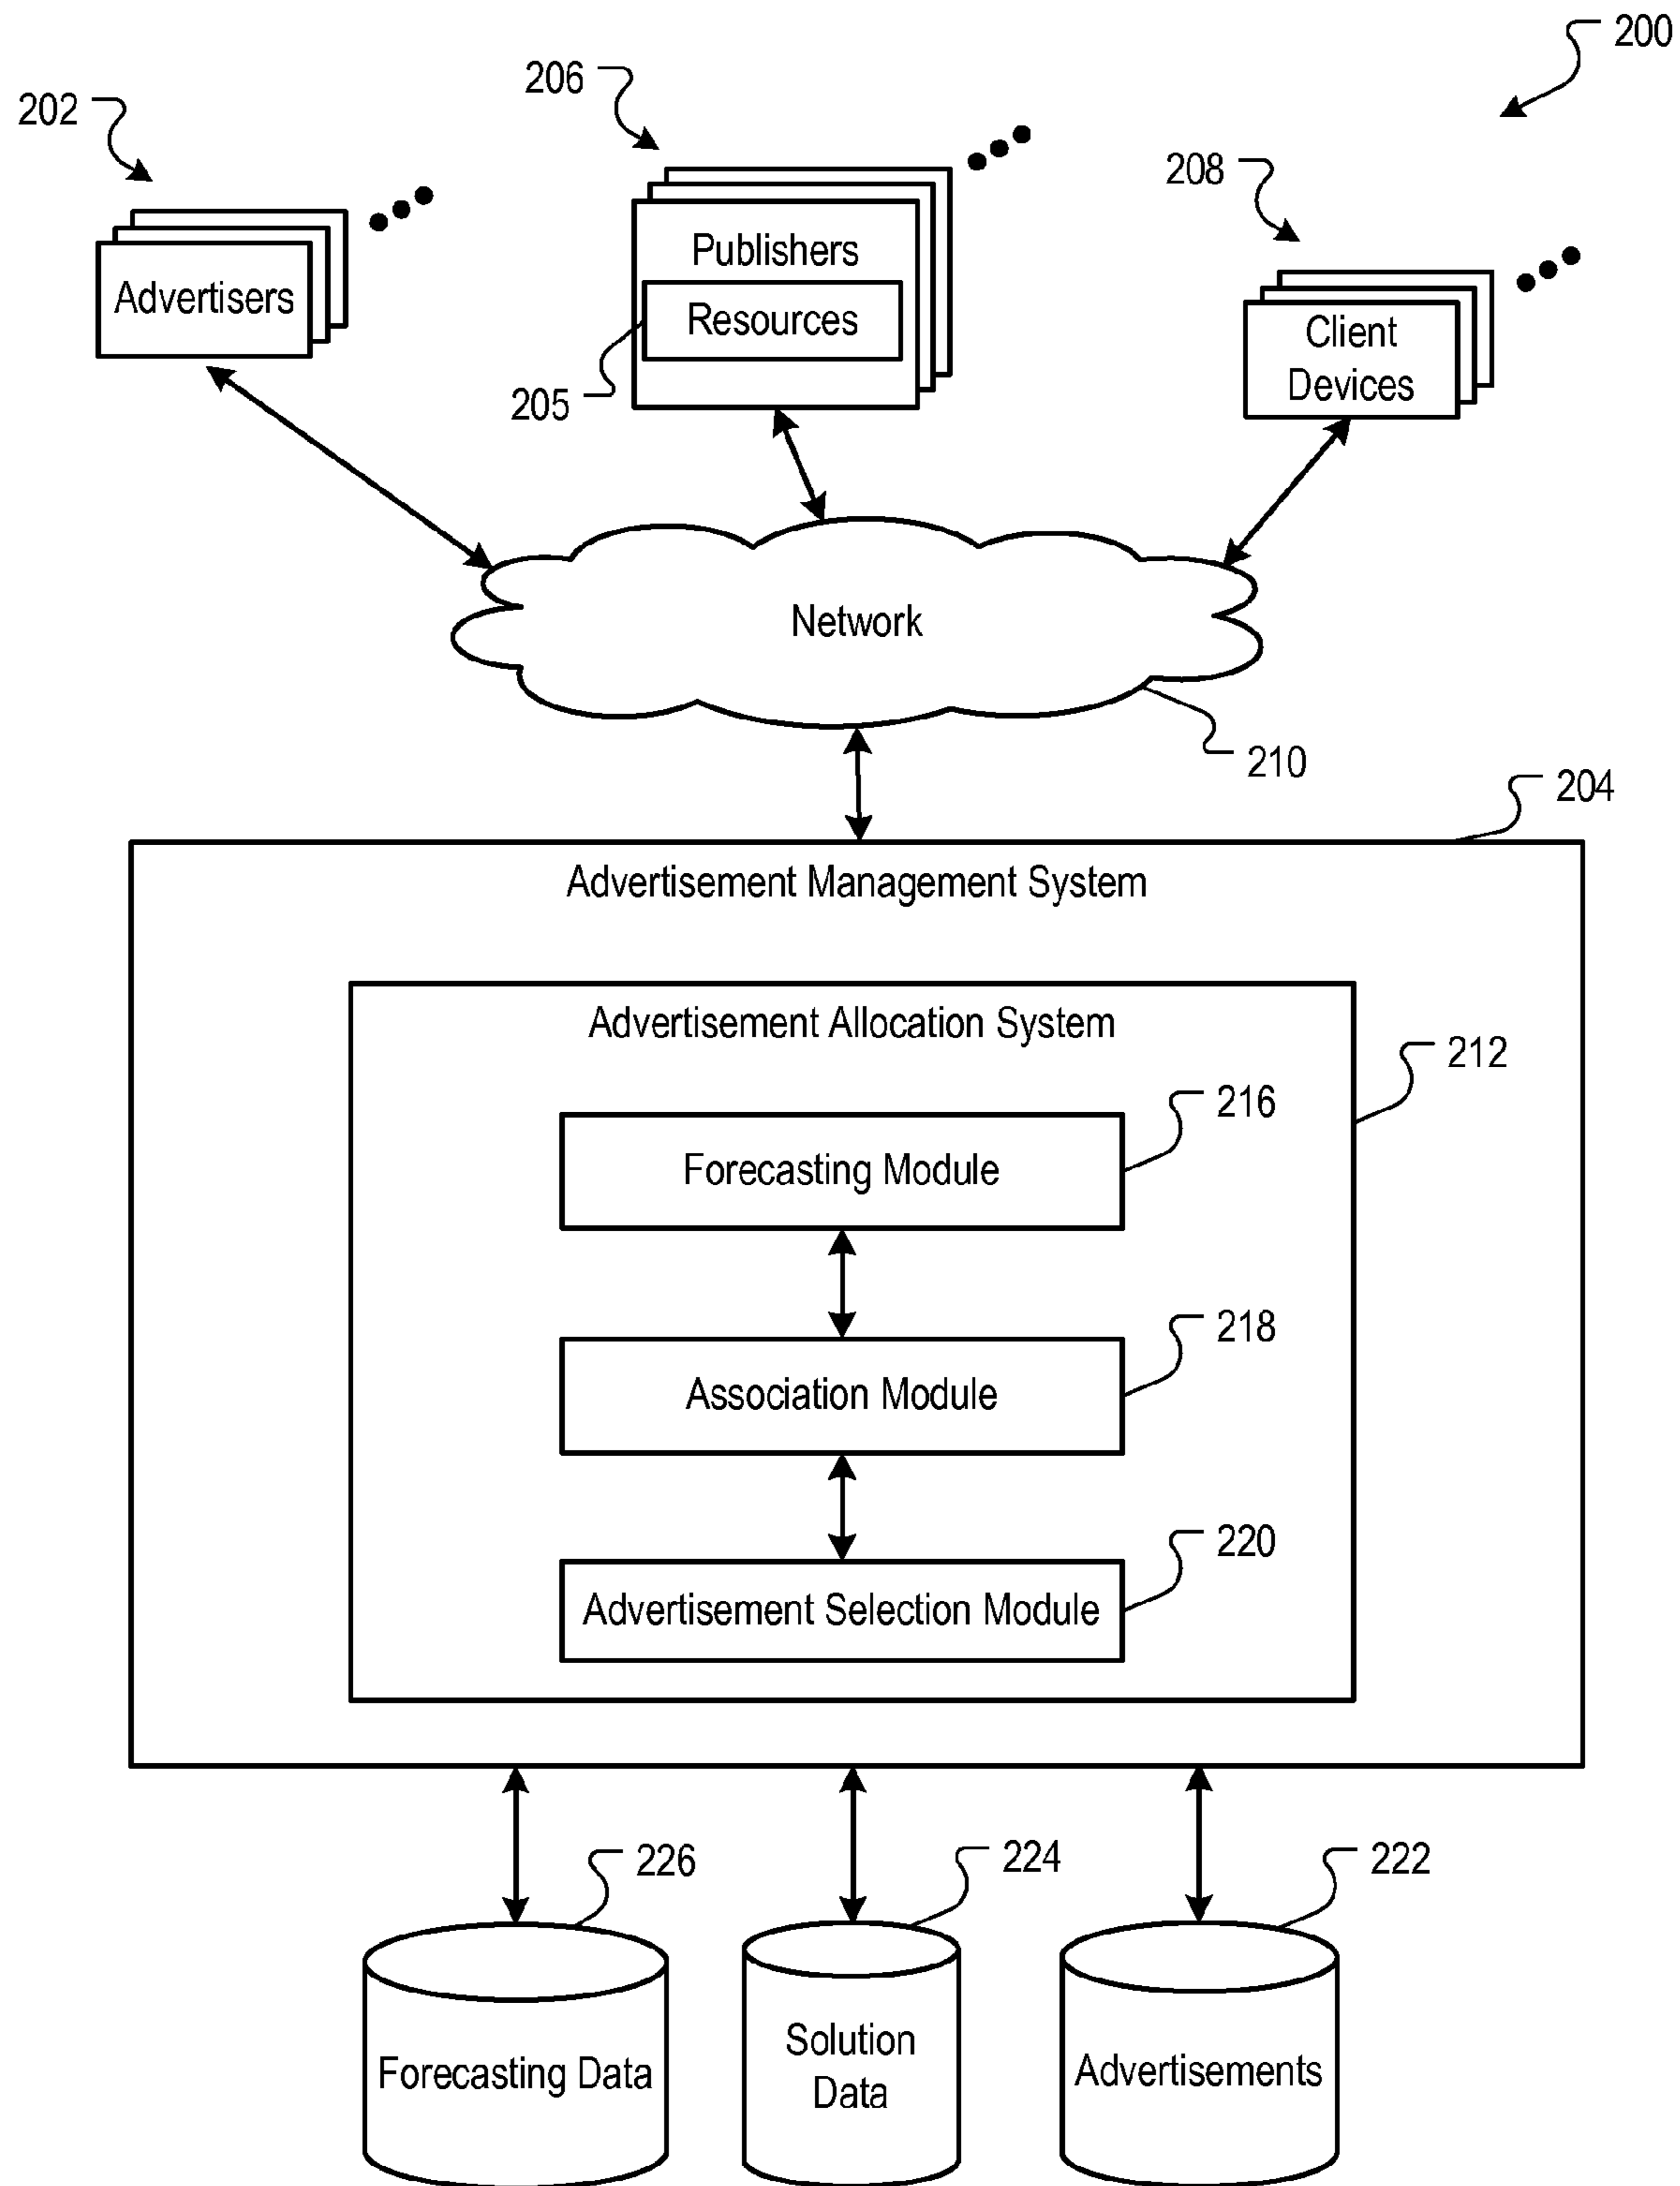 200
206
202
208
Publishers
Advertisers
Resources
Client
Devices
205
Network
210
204
Advertisement Management System
Advertisement Allocation System
212
216
Forecasting Module
218
Association Module
220
Advertisement Selection Module
226
224
222
Forecasting Data
Solution
Data
Advertisements